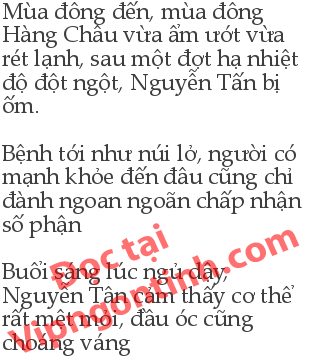 Mùa đông đến, mùa đông
Hàng Châu vừa ẩm ướt vừa
rét lạnh, sau một đợt hạ nhiệt
độ đột ngột, Nguyễn Tấn bị
ốm.
Bệnh tới như núi lở, người có
mạnh khỏe đến đâu cũng chỉ
đành ngoan ngoãn chấp nhận
số phận
Buổi sáng lúc ngủ dậy,
Nguyễn Tấn cảm thấy cơ thể
rất mệt mỏi, đầu óc cũng
choáng váng
Đọc tại
Vipngontinh.com